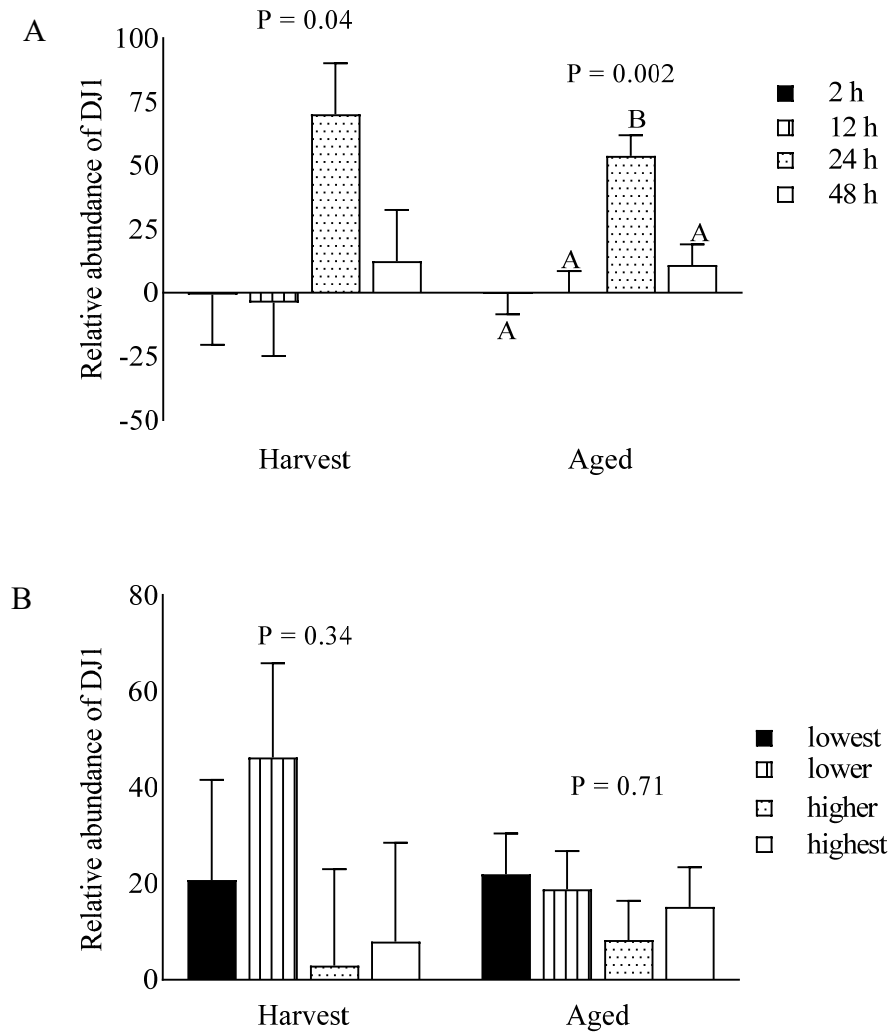 A
Relative abundance of DJ1
100
75
50
25
0
-25
-50
P = 0.04
P = 0.002
A
A
B
A
Harvest
Aged
2 h
12 h
24 h
48 h
B
Relative abundance of DJ1
80
60
40
20
0
P = 0.34
P = 0.71
Harvest
Aged
lowest
lower
higher
highest